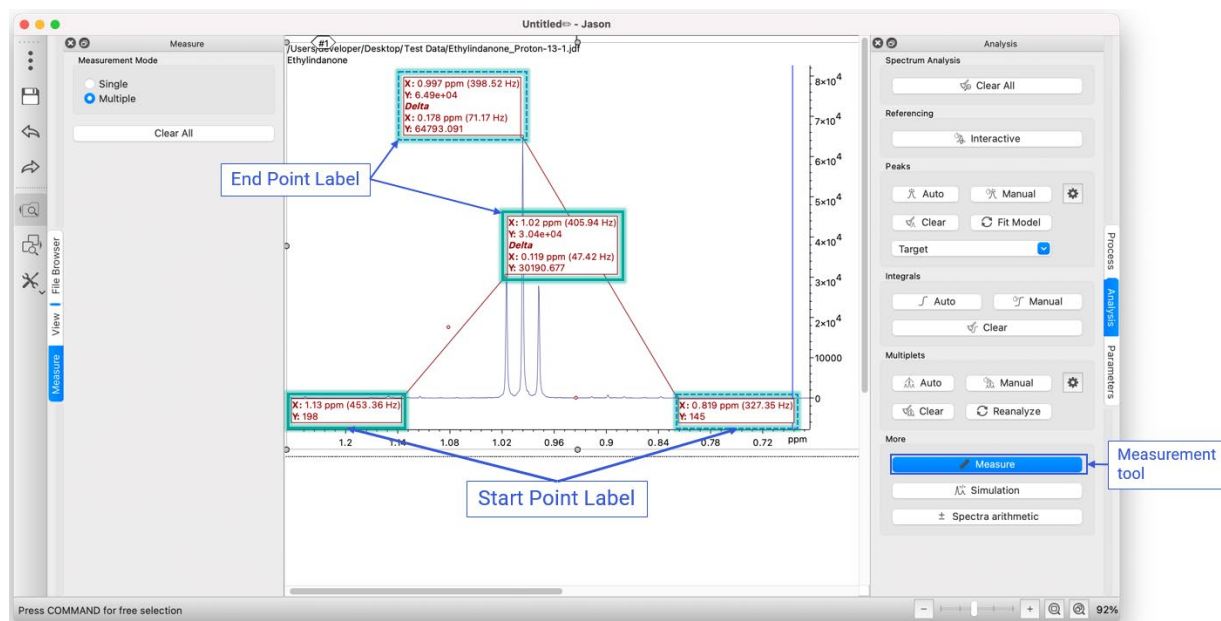 Untitled - Jason
Measure
Measurement Mode
Single
Multiple
Clear All
File Browser
View
Measure
#1
/Users/developer/Desktop/Test Data/Ethylindanone_Proton-13-1.jdf
Ethylindanone
X: 0.997 ppm (398.52 Hz)
Y: 6.49e+04
Delta
X: 0.178 ppm (71.17 Hz)
Y: 64793.091
End Point Label
X: 1.02 ppm (405.94 Hz)
Y: 3.04e+04
Delta
X: 0.119 ppm (47.42 Hz)
Y: 30190.677
X: 1.13 ppm (453.36 Hz)
Y: 198
X: 0.819 ppm (327.35 Hz)
Y: 145
8×10⁴
7×10⁴
6×10⁴
5×10⁴
4×10⁴
3×10⁴
2×10⁴
10000
0
1.2 1.14 1.08 1.02 0.96 0.9 0.84 0.78 0.72 ppm
Start Point Label
Analysis
Spectrum Analysis
Clear All
Referencing
Interactive
Peaks
Auto Manual
Clear Fit Model
Target
Integrals
Auto Manual
Clear
Multiplets
Auto Manual
Clear Reanalyze
More
Measure
Simulation
± Spectra arithmetic
Process
Analysis
Parameters
Measurement
tool
Press COMMAND for free selection
92%